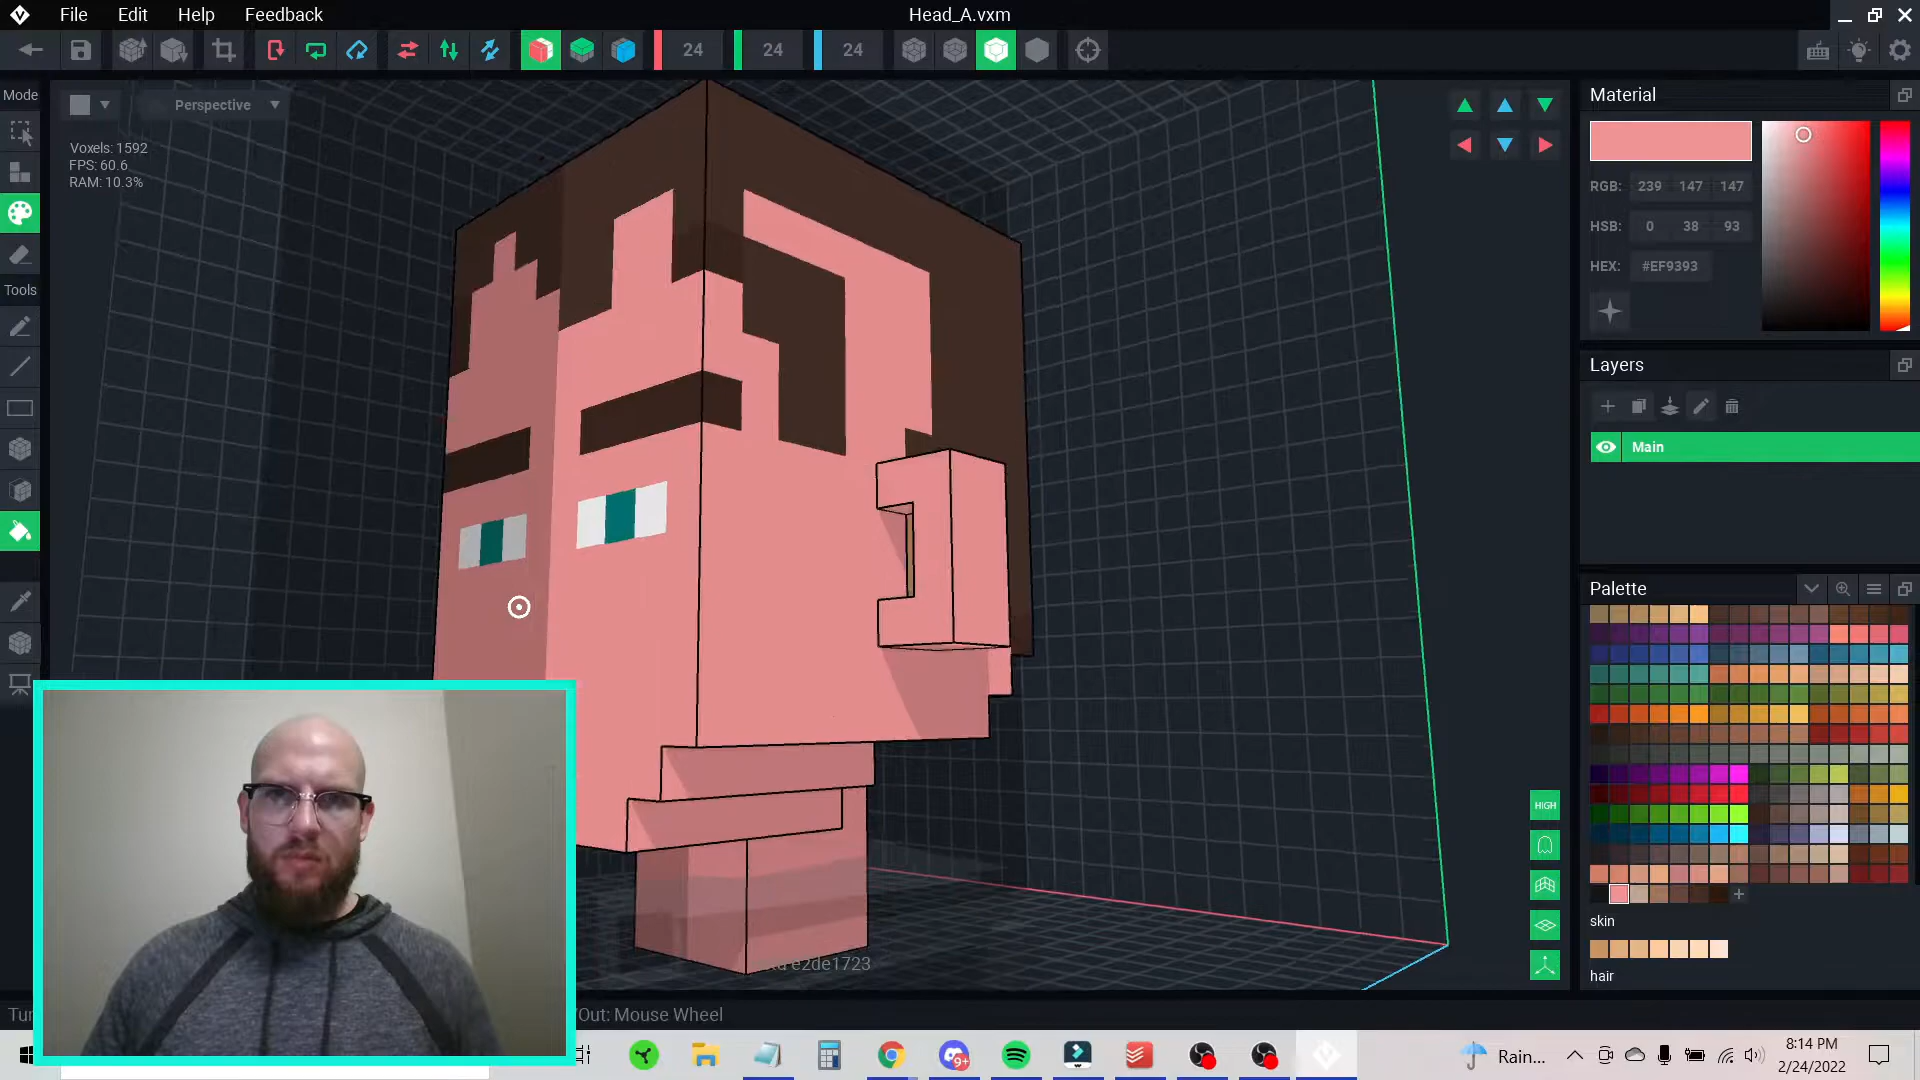 File Edit Help Feedback
Head_A.vxm
24 24 24
Mode
Perspective
Voxels: 1592
FPS: 60.6
RAM: 10.3%
Tools
Material
RGB: 239 147 147
HSB: 0 38 93
HEX: #EF9393
Layers
Main
Palette
HIGH
skin
hair
e2de1723
/Out: Mouse Wheel
9+
Rain...
8:14 PM
2/24/2022